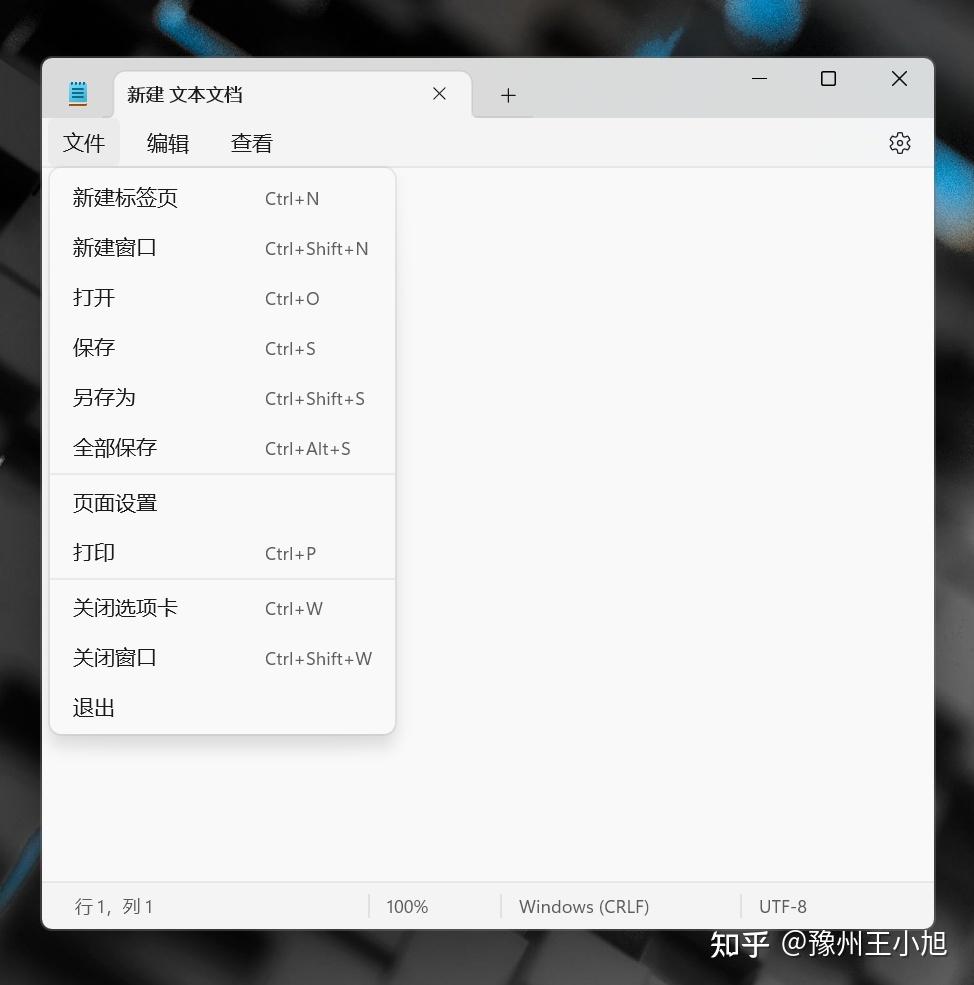 新建 文本文档
文件 编辑 查看
新建标签页 Ctrl+N
新建窗口 Ctrl+Shift+N
打开 Ctrl+O
保存 Ctrl+S
另存为 Ctrl+Shift+S
全部保存 Ctrl+Alt+S
页面设置
打印 Ctrl+P
关闭选项卡 Ctrl+W
关闭窗口 Ctrl+Shift+W
退出
行 1，列 1 100% Windows (CRLF) UTF-8
知乎 @豫州王小旭